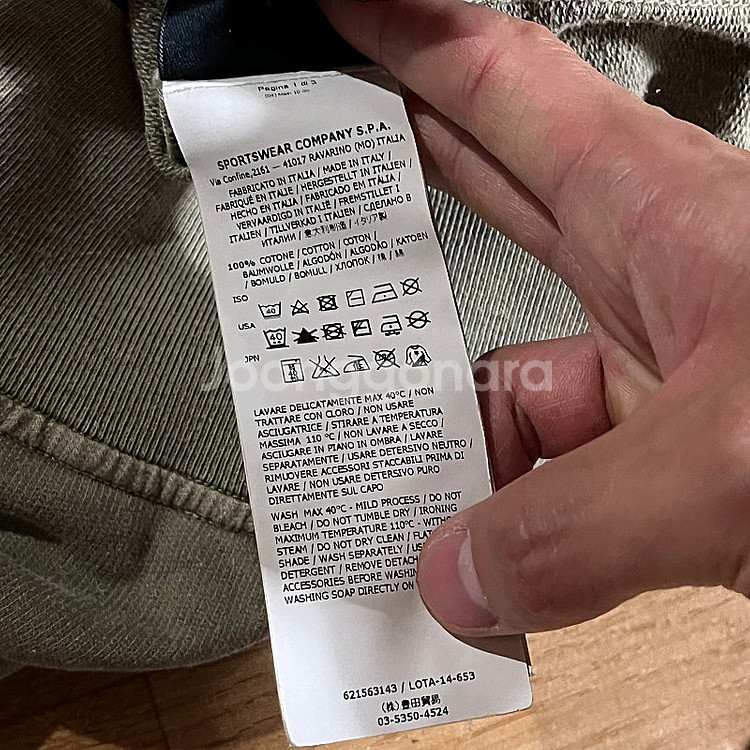 Pagina 1 di 3
SPORTSWEAR COMPANY S.P.A.
Via Confine,2161 — 41017 RAVARINO (MO) ITALIA
FABBRICATO IN ITALIA / MADE IN ITALY /
FABRIQUÉ EN ITALIE / HERGESTELLT IN ITALIEN /
HECHO EN ITALIA / FABRICADO EM ITÁLIA /
VERVAARDIGD IN ITALIË / FREMSTILLET I
ITALIEN / TILLVERKAD I ITALIEN / СДЕЛАНО В
ИТАЛИИ / 意大利制造 / イタリア製
100% COTONE / COTTON / COTON /
BAUMWOLLE / ALGODÓN / ALGODÃO / KATOEN
/ BOMULD / BOMULL / ХЛОПОК / 棉 / 綿
ISO
40
USA
40
JPN
Joongonara
LAVARE DELICATAMENTE MAX 40°C / NON
TRATTARE CON CLORO / NON USARE
ASCIUGATRICE / STIRARE A TEMPERATURA
MASSIMA 110 °C / NON LAVARE A SECCO /
ASCIUGARE IN PIANO IN OMBRA / LAVARE
SEPARATAMENTE / USARE DETERSIVO NEUTRO /
RIMUOVERE ACCESSORI STACCABILI PRIMA DI
LAVARE / NON USARE DETERSIVO PURO
DIRETTAMENTE SUL CAPO
WASH MAX 40°C - MILD PROCESS / DO NOT
BLEACH / DO NOT TUMBLE DRY / IRONING
MAXIMUM TEMPERATURE 110°C - WITHO
STEAM / DO NOT DRY CLEAN / FLAT
SHADE / WASH SEPARATELY / US
DETERGENT / REMOVE DETACH
ACCESSORIES BEFORE WASHIN
WASHING SOAP DIRECTLY ON
621563143 / LOTA-14-653
(株)豊田貿易
03-5350-4524